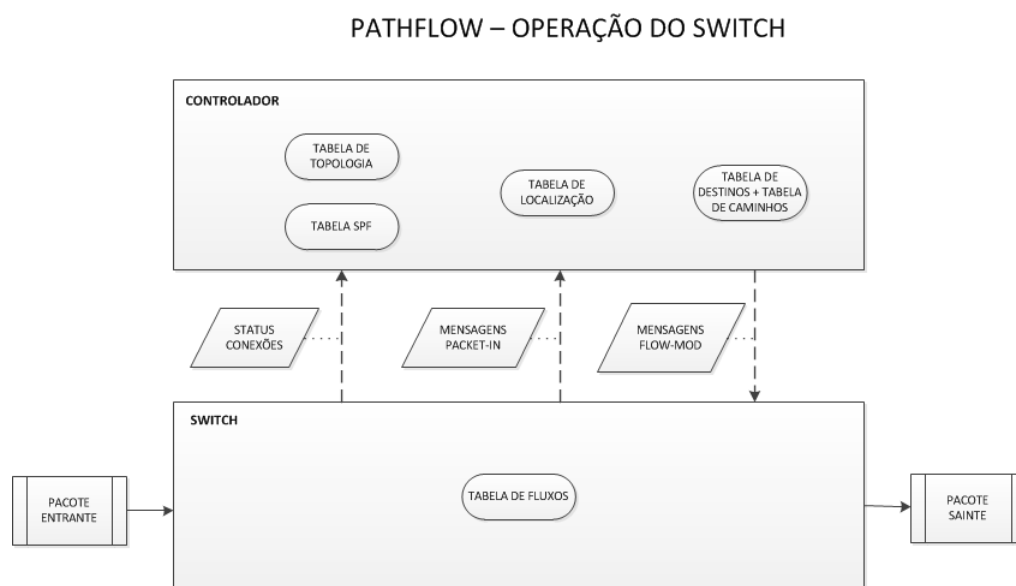 PATHFLOW – OPERAÇÃO DO SWITCH
CONTROLADOR
TABELA DE
TOPOLOGIA
TABELA SPF
TABELA DE
LOCALIZAÇÃO
TABELA DE
DESTINOS + TABELA
DE CAMINHOS
STATUS
CONEXÕES
MENSAGENS
PACKET-IN
MENSAGENS
FLOW-MOD
SWITCH
PACOTE
ENTRANTE
TABELA DE FLUXOS
PACOTE
SAINTE